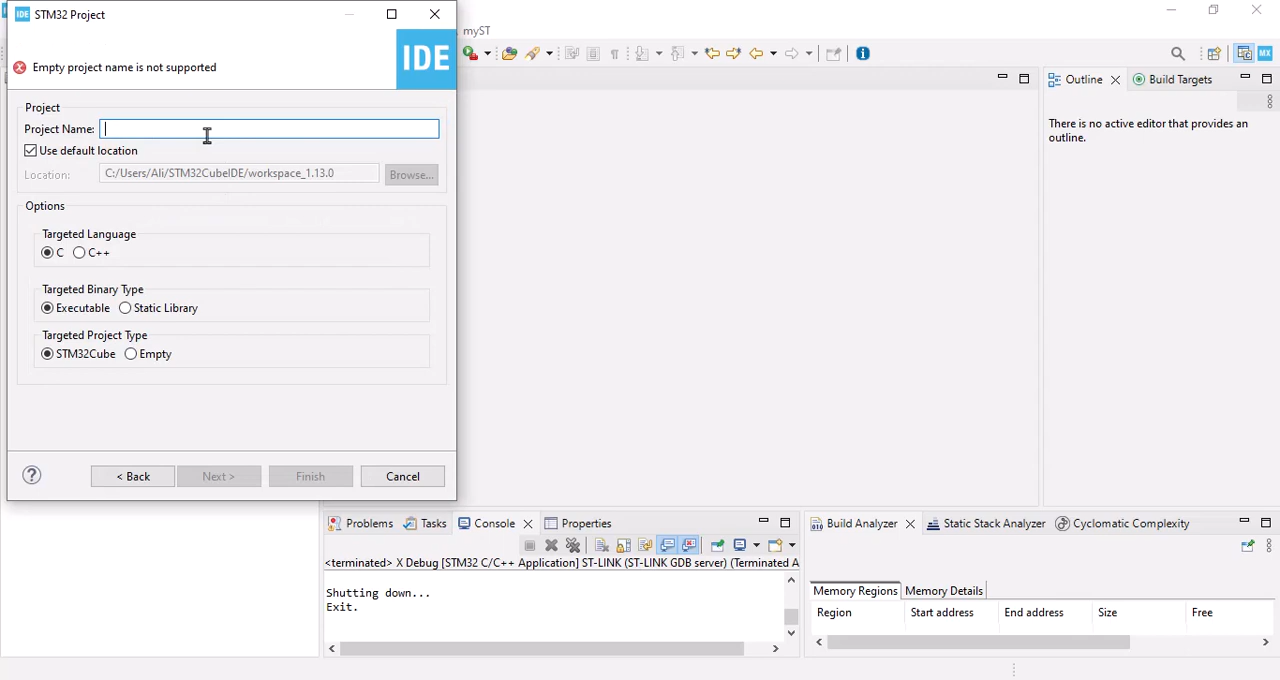 IDE STM32 Project
myST
Empty project name is not supported
IDE
Project
Project Name:
Use default location
Location: C:/Users/Ali/STM32CubeIDE/workspace_1.13.0 Browse...
Options
Targeted Language
C C++
Targeted Binary Type
Executable Static Library
Targeted Project Type
STM32Cube Empty
< Back Next > Finish Cancel
MX
Outline Build Targets
There is no active editor that provides an
outline.
Problems Tasks Console Properties
<terminated> X Debug [STM32 C/C++ Application] ST-LINK (ST-LINK GDB server) (Terminated A
Shutting down...
Exit.
Build Analyzer Static Stack Analyzer Cyclomatic Complexity
Memory Regions Memory Details
Region Start address End address Size Free